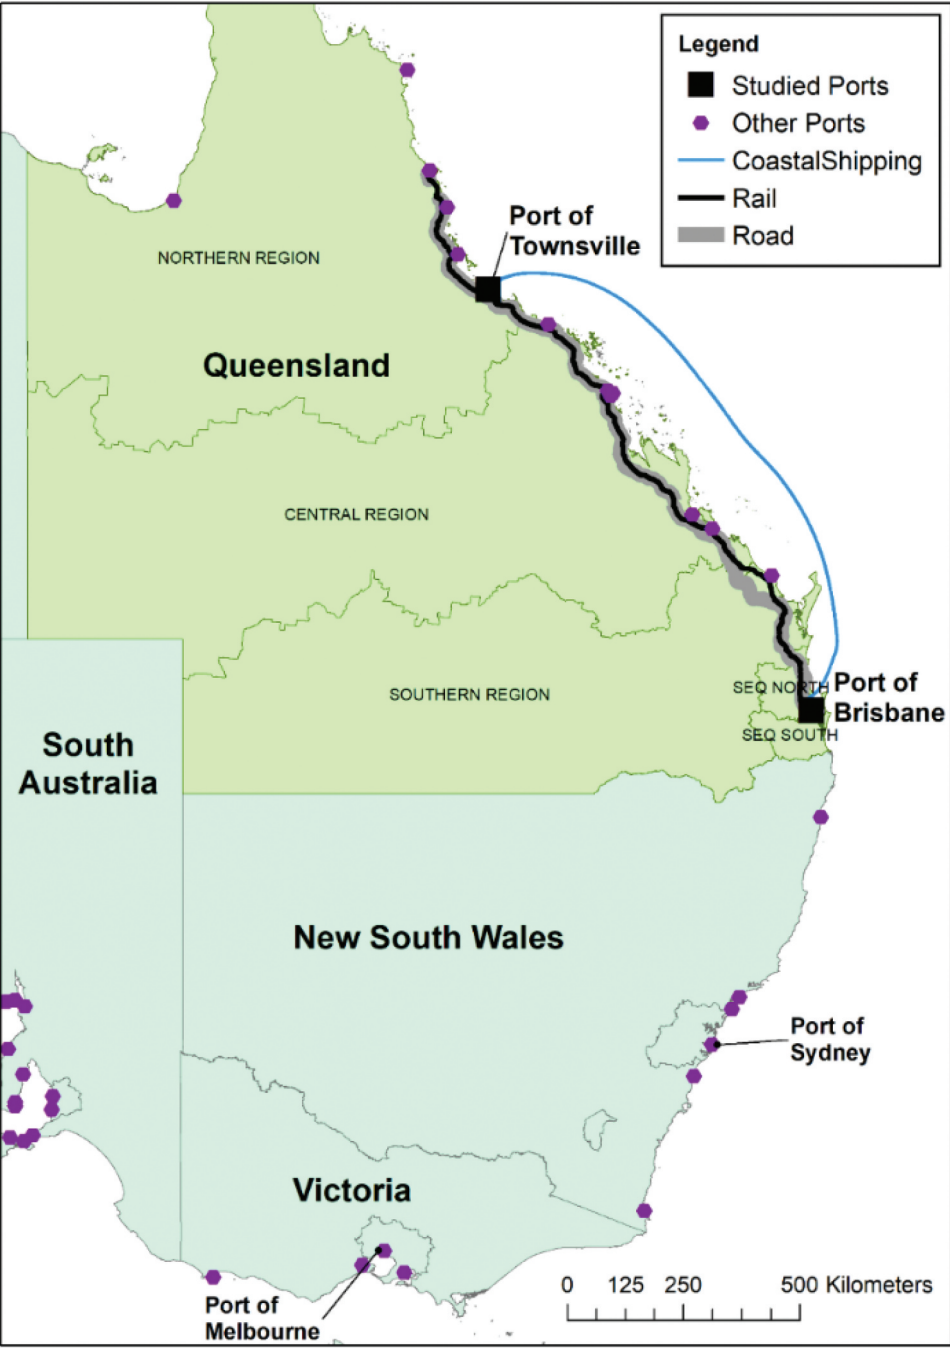 Legend
Studied Ports
Other Ports
CoastalShipping
Rail
Road
Port of
Townsville
NORTHERN REGION
Queensland
CENTRAL REGION
SOUTHERN REGION
SEQ NORTH
Port of
Brisbane
SEQ SOUTH
South
Australia
New South Wales
Port of
Sydney
Victoria
Port of
Melbourne
0 125 250 500 Kilometers